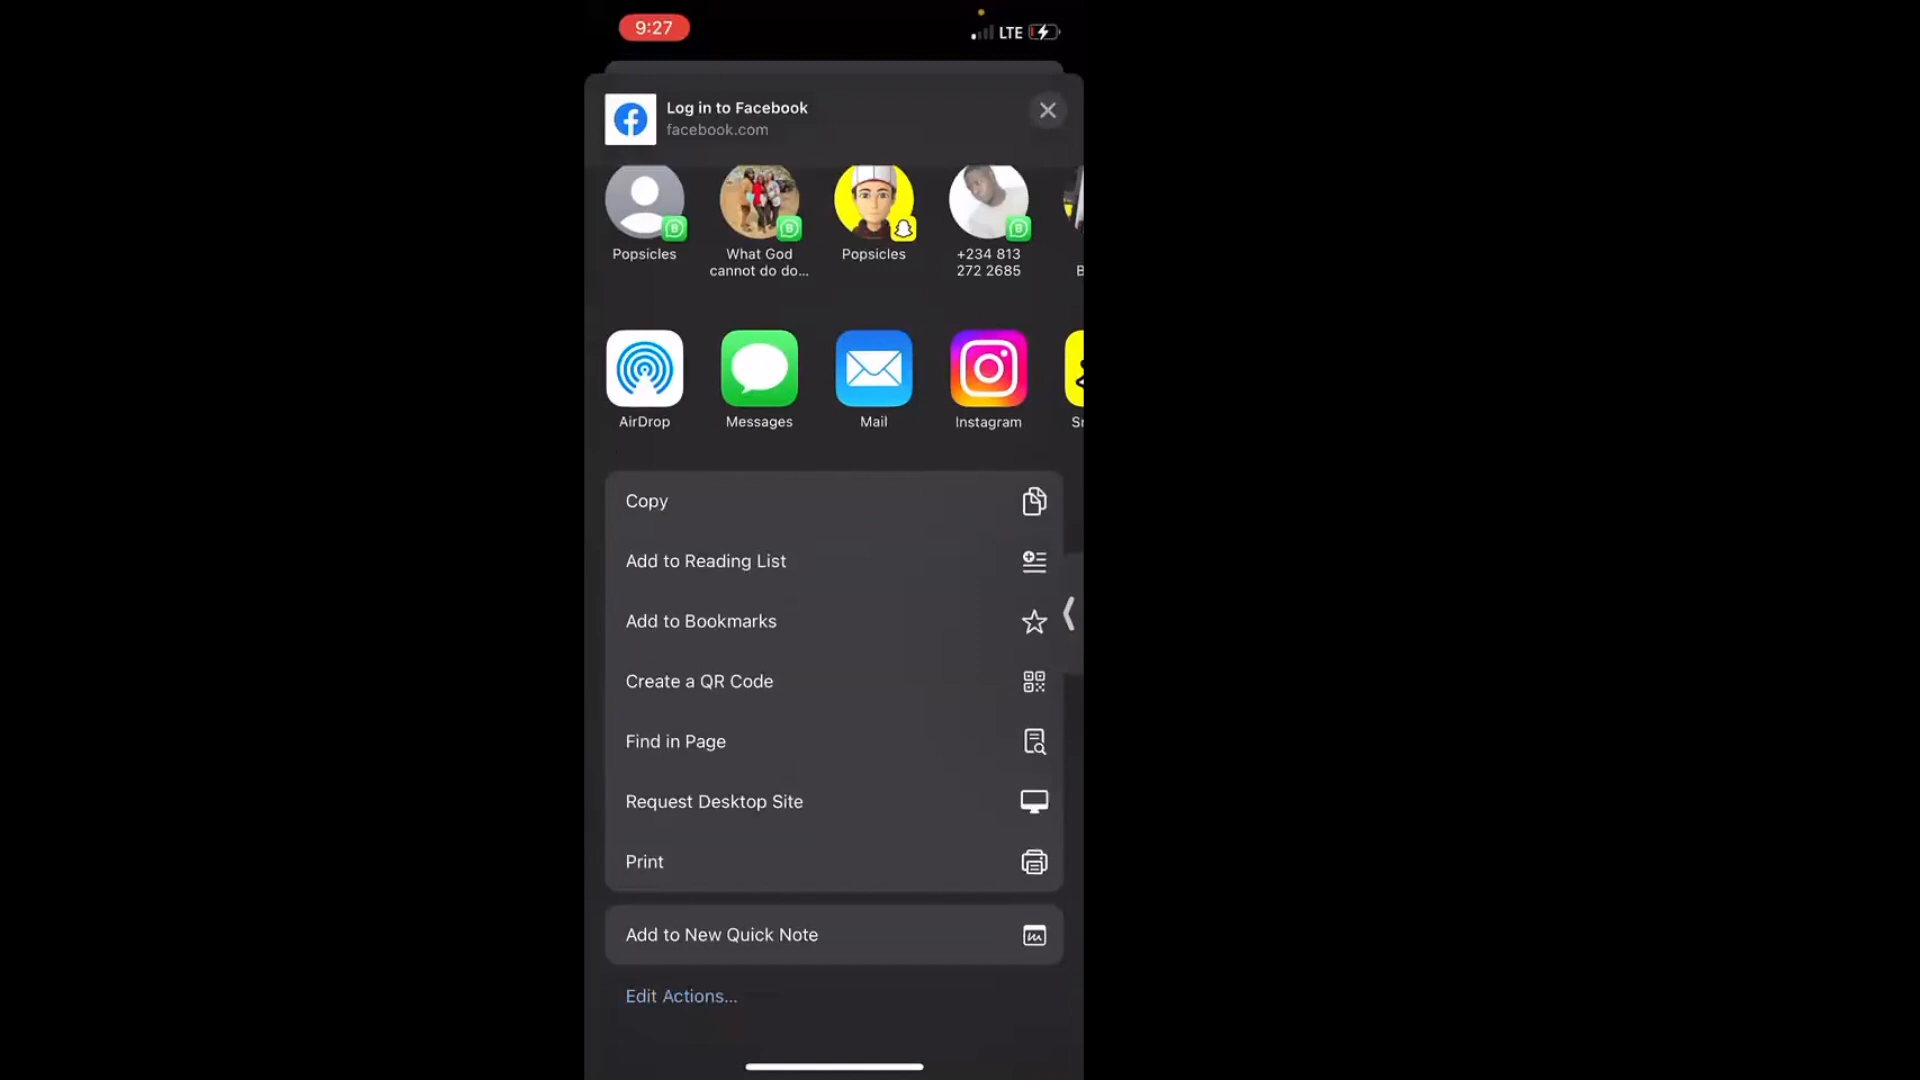 9:27
LTE
Log in to Facebook
facebook.com
Popsicles
What God
cannot do do...
Popsicles
+234 813
272 2685
B
AirDrop
Messages
Mail
Instagram
Copy
Add to Reading List
Add to Bookmarks
Create a QR Code
Find in Page
Request Desktop Site
Print
Add to New Quick Note
Edit Actions...